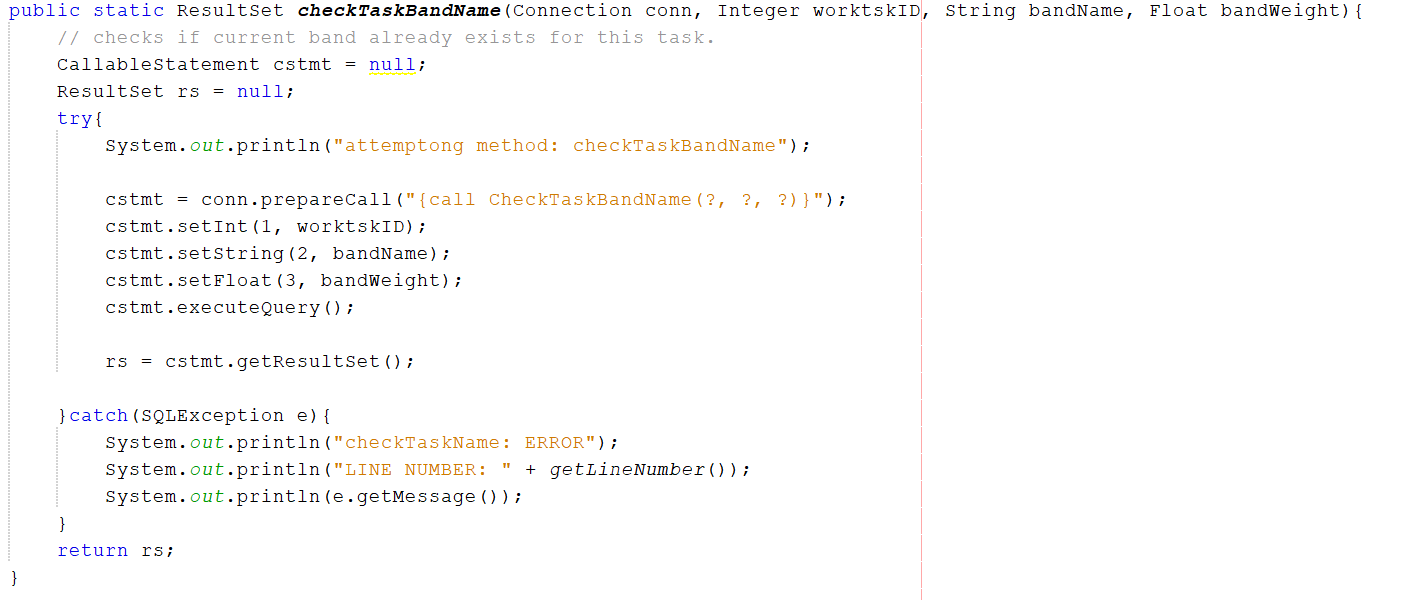 public static ResultSet checkTaskBandName(Connection conn, Integer worktskID, String bandName, Float bandWeight){
    // checks if current band already exists for this task.
    CallableStatement cstmt = null;
    ResultSet rs = null;
    try{
        System.out.println("attemptong method: checkTaskBandName");

        cstmt = conn.prepareCall("{call CheckTaskBandName(?, ?, ?)}");
        cstmt.setInt(1, worktskID);
        cstmt.setString(2, bandName);
        cstmt.setFloat(3, bandWeight);
        cstmt.executeQuery();

        rs = cstmt.getResultSet();

    }catch(SQLException e){
        System.out.println("checkTaskName: ERROR");
        System.out.println("LINE NUMBER: " + getLineNumber());
        System.out.println(e.getMessage());
    }
    return rs;
}